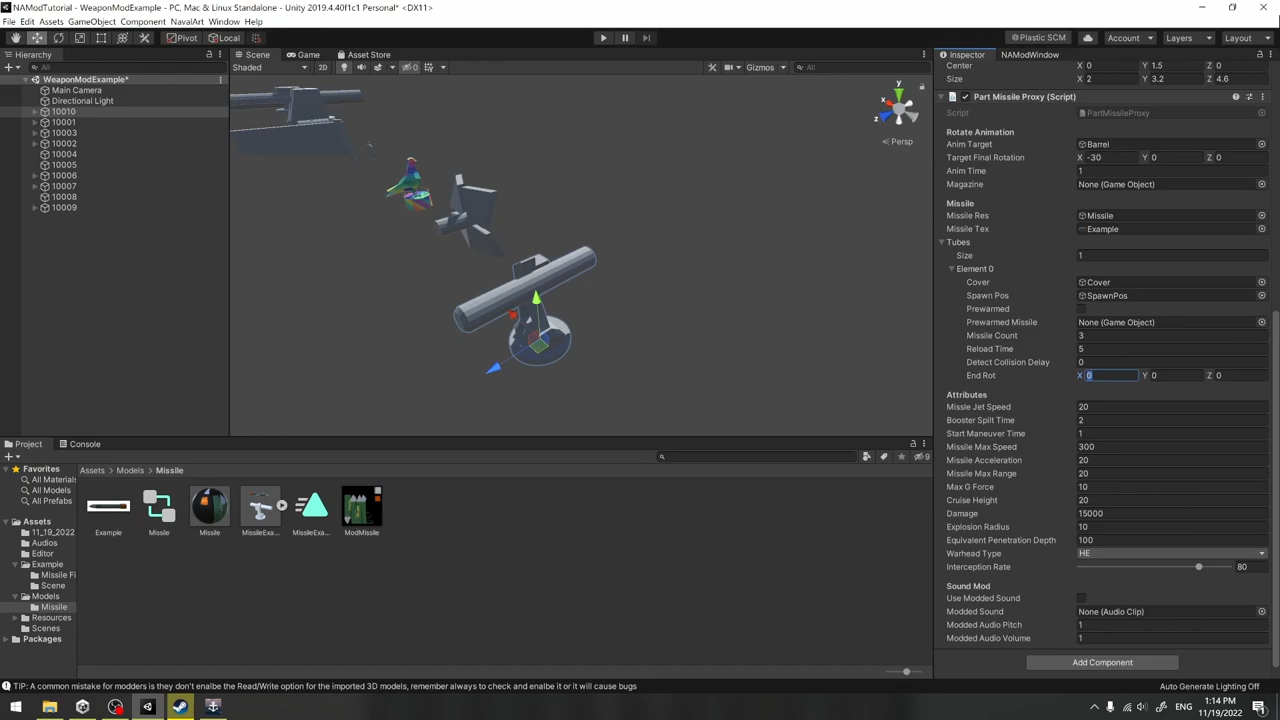 NAModTutorial - WeaponModExample - PC, Mac & Linux Standalone - Unity 2019.4.40f1c1 Personal* <DX11>
File Edit Assets GameObject Component NavalArt Window Help
Pivot Local Plastic SCM Account Layers Layout
Hierarchy Scene Game Asset Store Inspector NAModWindow
All Shaded 2D 0 Gizmos All
WeaponModExample*
Main Camera
Directional Light
10010
10001
10003
10002
10004
10005
10006
10007
10008
10009
y
x
z
Persp
Center X 0 Y 1.5 Z 0
Size X 2 Y 3.2 Z 4.6
Part Missile Proxy (Script)
Script PartMissileProxy
Rotate Animation
Anim Target Barrel
Target Final Rotation X -30 Y 0 Z 0
Anim Time 1
Magazine None (Game Object)
Missile
Missile Res Missile
Missile Tex Example
Tubes
Size 1
Element 0
Cover Cover
Spawn Pos SpawnPos
Prewarmed
Prewarmed Missile None (Game Object)
Missile Count 3
Reload Time 5
Detect Collision Delay 0
End Rot X 0 Y 0 Z 0
Attributes
Missle Jet Speed 20
Booster Split Time 2
Start Maneuver Time 1
Missile Max Speed 300
Missile Acceleration 20
Missile Max Range 20
Max G Force 10
Cruise Height 20
Damage 15000
Explosion Radius 10
Equivalent Penetration Depth 100
Warhead Type HE
Interception Rate 80
Sound Mod
Use Modded Sound
Modded Sound None (Audio Clip)
Modded Audio Pitch 1
Modded Audio Volume 1
Add Component
Project Console
9
Favorites
All Material
All Models
All Prefabs
Assets
11_19_2022
Audios
Editor
Example
Missile Fi
Scene
Models
Missile
Resources
Scenes
Packages
Assets > Models > Missile
Example Missile Missile MissileExa... MissileExa... ModMissile
TIP: A common mistake for modders is they don't enalbe the Read/Write option for the imported 3D models, remember always to check and enalbe it or it will cause bugs
Auto Generate Lighting Off
ENG 1:14 PM
11/19/2022